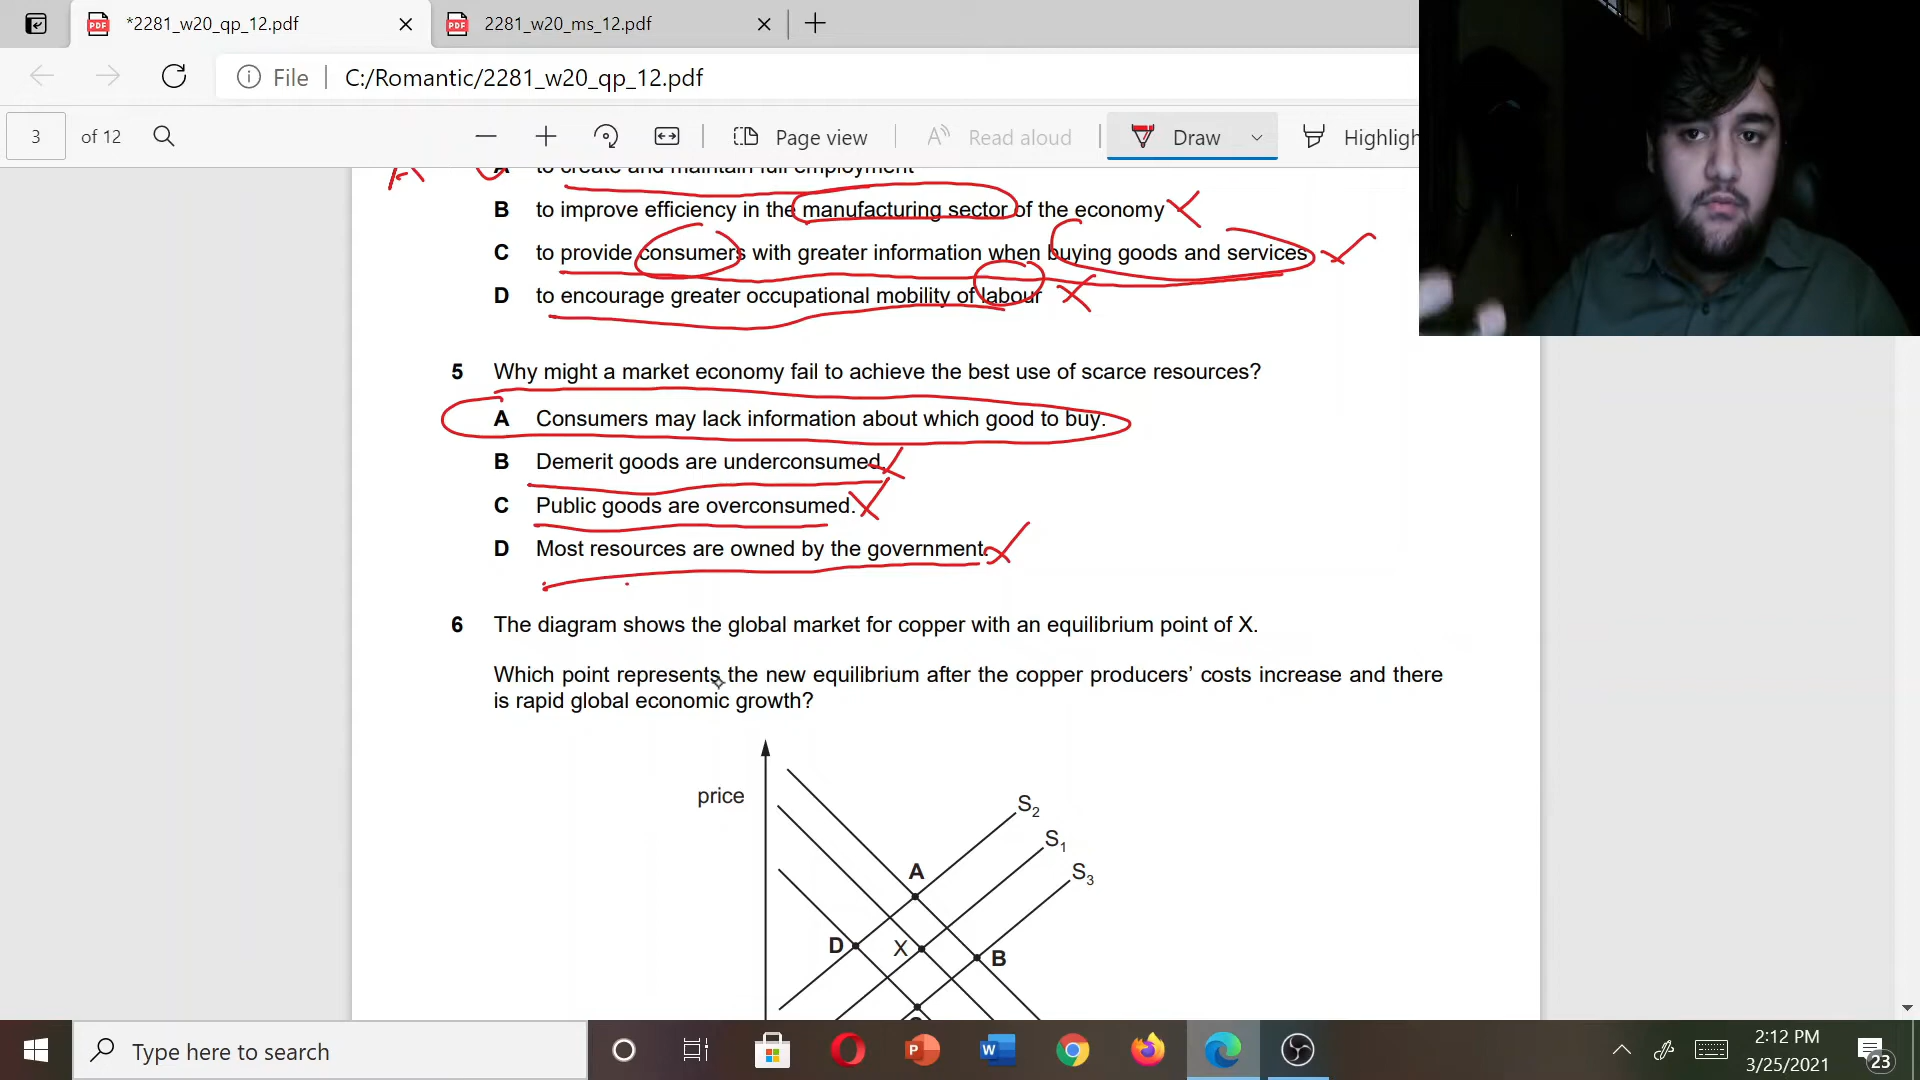 *2281_w20_qp_12.pdf
2281_w20_ms_12.pdf
File
C:/Romantic/2281_w20_qp_12.pdf
3
of 12
Page view
Read aloud
Draw
Highligh
A to create and maintain full employment
B to improve efficiency in the manufacturing sector of the economy
C to provide consumers with greater information when buying goods and services
D to encourage greater occupational mobility of labour
5 Why might a market economy fail to achieve the best use of scarce resources?
A Consumers may lack information about which good to buy.
B Demerit goods are underconsumed.
C Public goods are overconsumed.
D Most resources are owned by the government.
6 The diagram shows the global market for copper with an equilibrium point of X.
Which point represents the new equilibrium after the copper producers' costs increase and there
is rapid global economic growth?
price
S2
S1
S3
A
D
X
B
Type here to search
2:12 PM
3/25/2021
23